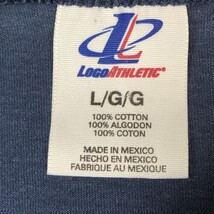 LOGOATHLETIC®
L/G/G
100% COTTON
100% ALGODON
100% COTON
MADE IN MEXICO
HECHO EN MEXICO
FABRIQUE AU MEXIQUE